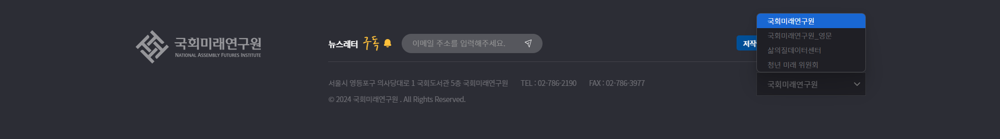 국회미래연구원
NATIONAL ASSEMBLY FUTURES INSTITUTE
뉴스레터 구독
이메일 주소를 입력해주세요.
국회미래연구원
국회미래연구원_영문
삶의질데이터센터
청년 미래 위원회
국회미래연구원
서울시 영등포구 의사당대로 1 국회도서관 5층 국회미래연구원 TEL : 02-786-2190 FAX : 02-786-3977
© 2024 국회미래연구원 . All Rights Reserved.